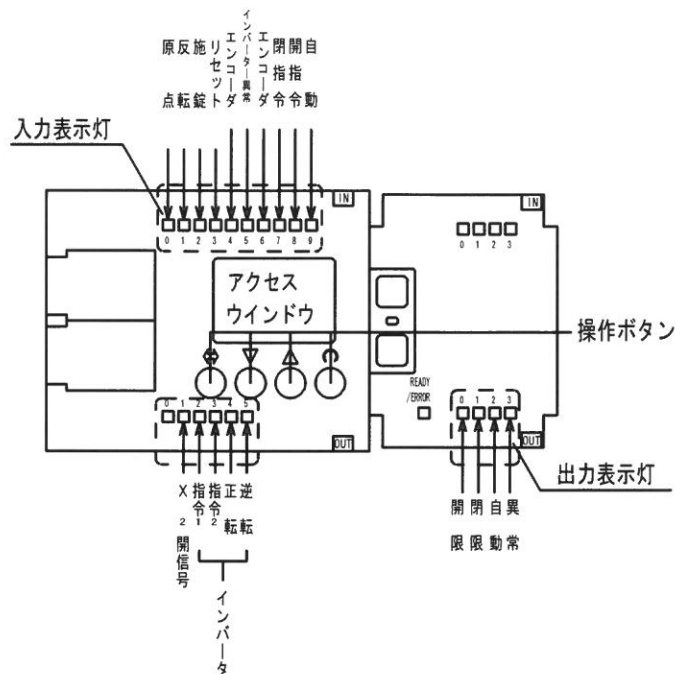 原点
反転
施錠
リセット
エンコーダ
インバーター異常
エンコーダ
閉指令
開指令
自動
入力表示灯
IN
0 1 2 3 4 5 6 7 8 9
IN
0 1 2 3
アクセス
ウインドウ
操作ボタン
READY
/ERROR
0 1 2 3 4 5
0 1 2 3
OUT
OUT
出力表示灯
X2開信号
指令1
指令2
正転
逆転
インバータ
開限
閉限
自動
異常